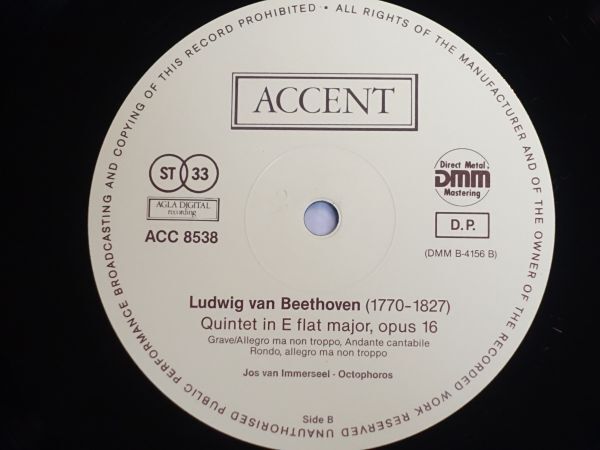 UNAUTHORISED PUBLIC PERFORMANCE BROADCASTING AND COPYING OF THIS RECORD PROHIBITED • ALL RIGHTS OF THE MANUFACTURER AND OF THE OWNER OF THE RECORDED WORK RESERVED
ACCENT
ST 33
AGLA DIGITAL
recording
ACC 8538
Direct Metal
DMM
Mastering
D.P.
(DMM B-4156 B)
Ludwig van Beethoven (1770-1827)
Quintet in E flat major, opus 16
Grave/Allegro ma non troppo, Andante cantabile
Rondo, allegro ma non troppo
Jos van Immerseel - Octophoros
Side B